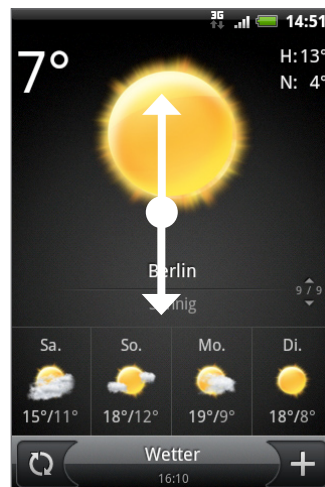 3G 14:51
7°
H: 13°
N: 4°
Berlin
9 / 9
Sa. So. Mo. Di.
15°/11° 18°/12° 19°/9° 18°/8°
Wetter
16:10